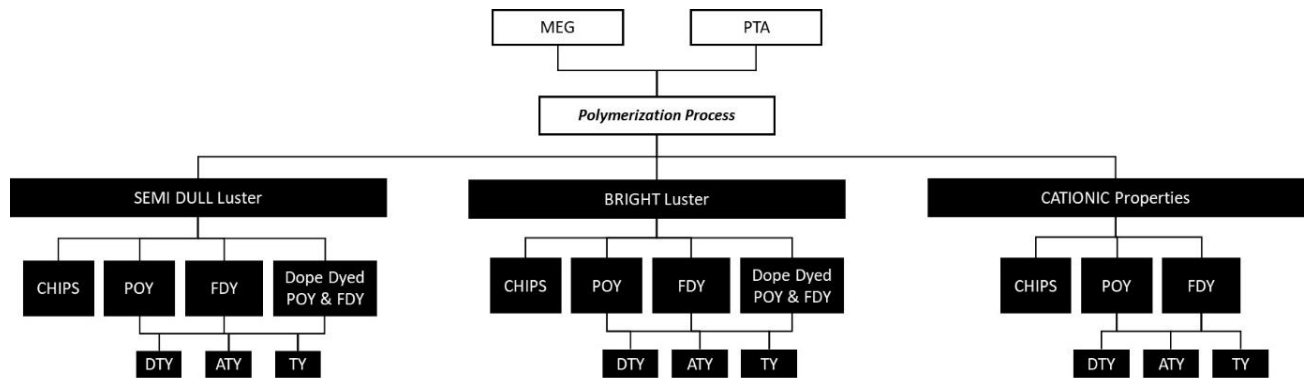 MEG
PTA
Polymerization Process
SEMI DULL Luster
BRIGHT Luster
CATIONIC Properties
CHIPS
POY
FDY
Dope Dyed
POY & FDY
CHIPS
POY
FDY
Dope Dyed
POY & FDY
CHIPS
POY
FDY
DTY
ATY
TY
DTY
ATY
TY
DTY
ATY
TY